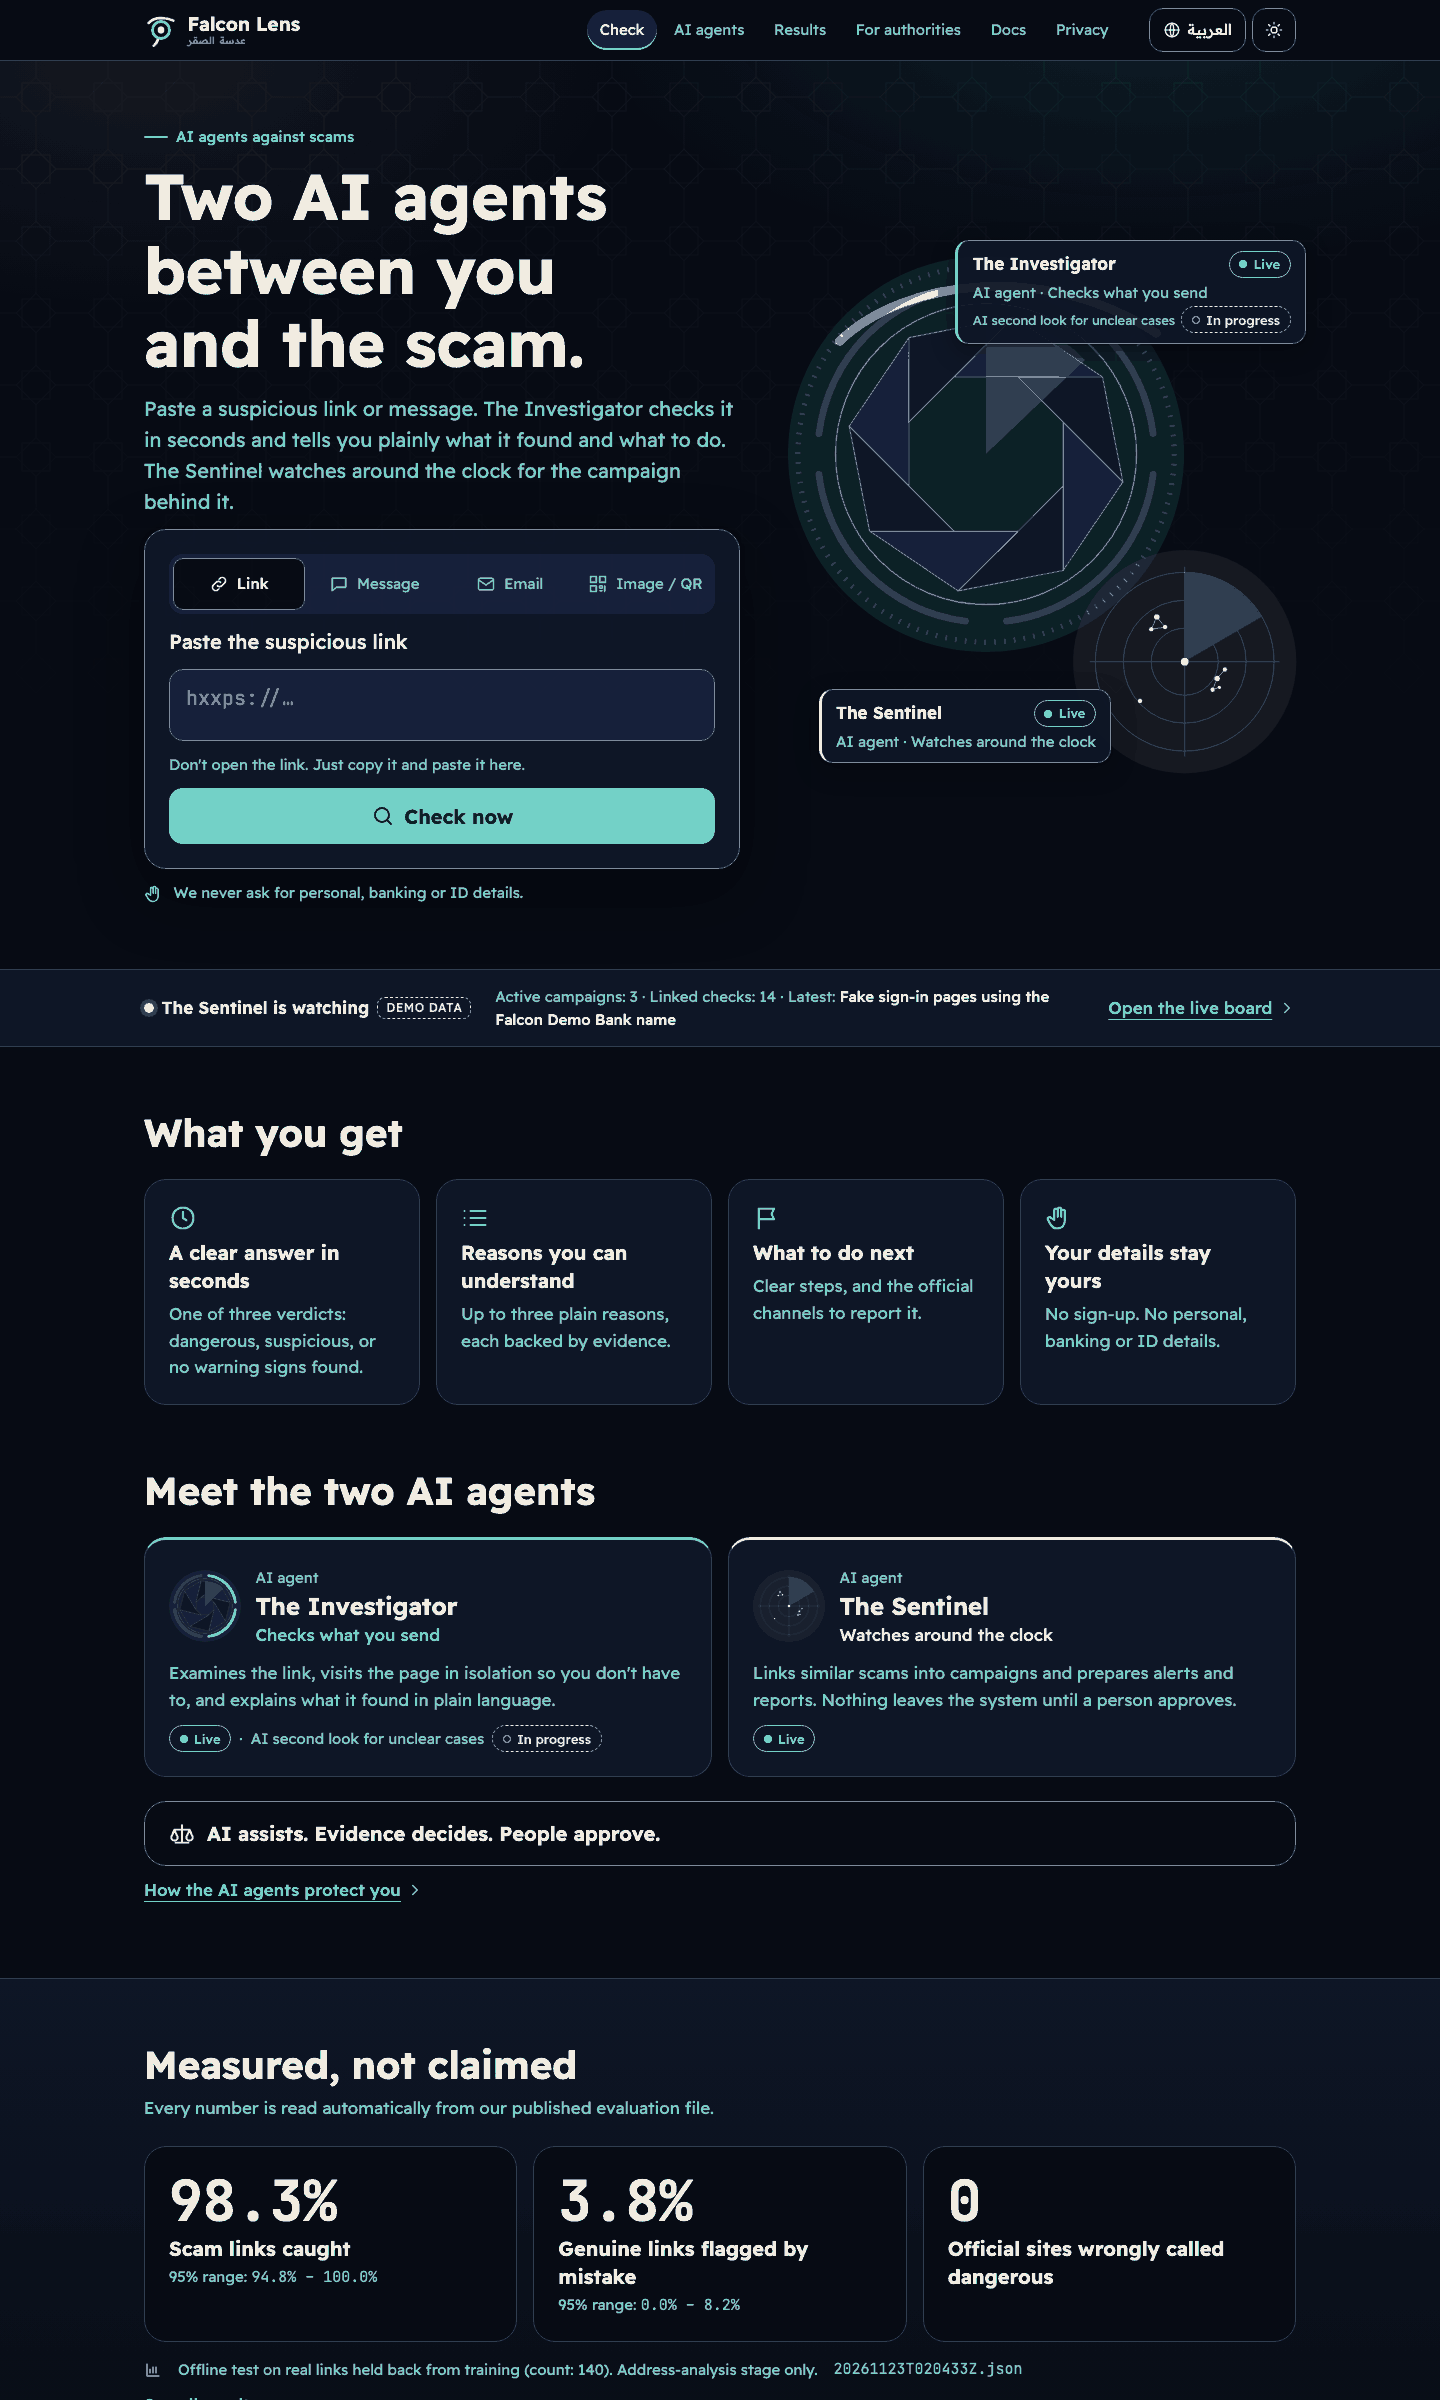 Falcon Lens
عدسة الصقر
Check
AI agents
Results
For authorities
Docs
Privacy
العربية
AI agents against scams
Two AI agents
between you
and the scam.
Paste a suspicious link or message. The Investigator checks it
in seconds and tells you plainly what it found and what to do.
The Sentinel watches around the clock for the campaign
behind it.
Link
Message
Email
Image / QR
Paste the suspicious link
hxxps://…
Don't open the link. Just copy it and paste it here.
Check now
We never ask for personal, banking or ID details.
The Investigator
Live
AI agent · Checks what you send
AI second look for unclear cases
In progress
The Sentinel
Live
AI agent · Watches around the clock
The Sentinel is watching
DEMO DATA
Active campaigns: 3 · Linked checks: 14 · Latest: Fake sign-in pages using the
Falcon Demo Bank name
Open the live board
What you get
A clear answer in
seconds
One of three verdicts:
dangerous, suspicious, or
no warning signs found.
Reasons you can
understand
Up to three plain reasons,
each backed by evidence.
What to do next
Clear steps, and the official
channels to report it.
Your details stay
yours
No sign-up. No personal,
banking or ID details.
Meet the two AI agents
AI agent
The Investigator
Checks what you send
Examines the link, visits the page in isolation so you don't have
to, and explains what it found in plain language.
Live · AI second look for unclear cases
In progress
AI agent
The Sentinel
Watches around the clock
Links similar scams into campaigns and prepares alerts and
reports. Nothing leaves the system until a person approves.
Live
AI assists. Evidence decides. People approve.
How the AI agents protect you
Measured, not claimed
Every number is read automatically from our published evaluation file.
98.3%
Scam links caught
95% range: 94.8% – 100.0%
3.8%
Genuine links flagged by
mistake
95% range: 0.0% – 8.2%
0
Official sites wrongly called
dangerous
Offline test on real links held back from training (count: 140). Address-analysis stage only.
20261123T020433Z.json